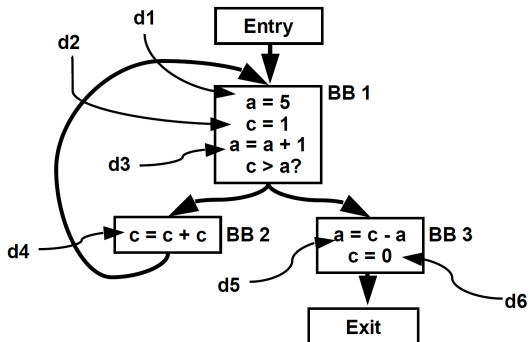 Entry
d1
d2
BB 1
a = 5
c = 1
a = a + 1
c > a?
d3
c = c + c
BB 2
d4
a = c - a
c = 0
BB 3
d5
d6
Exit